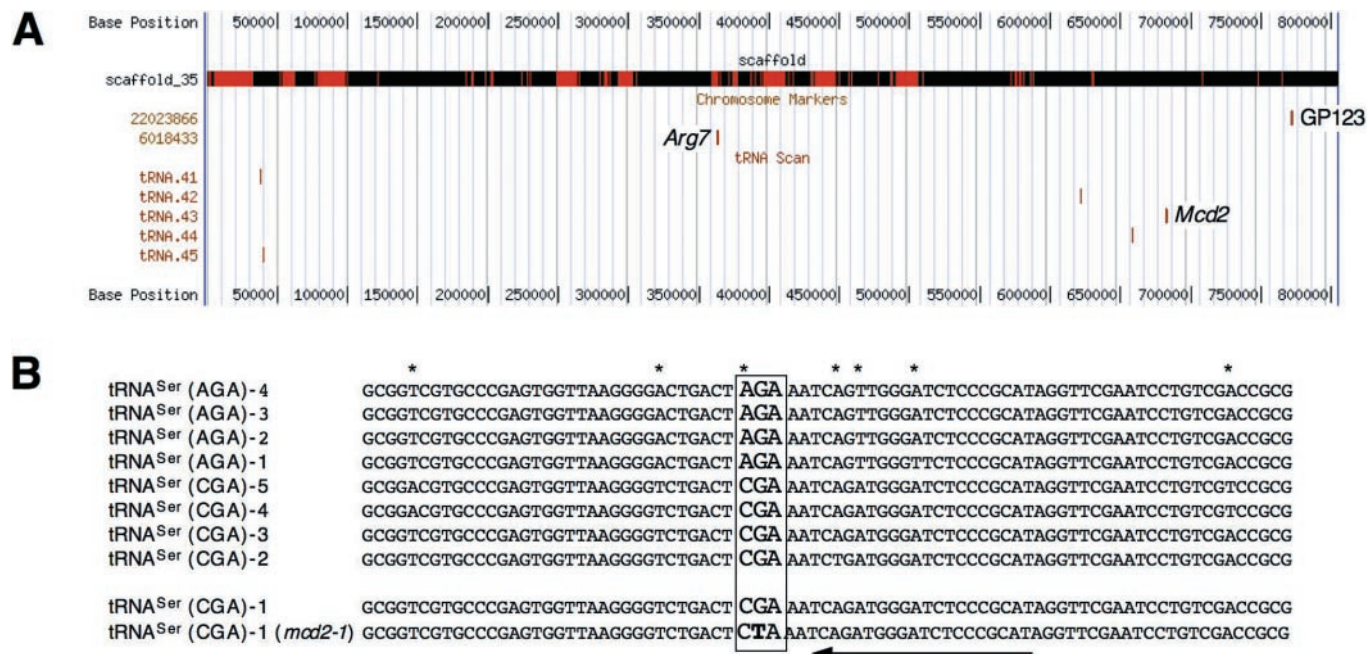 A
Base Position 50000 100000 150000 200000 250000 300000 350000 400000 450000 500000 550000 600000 650000 700000 750000 800000
scaffold
scaffold_35
Chromosome Markers
22023866 GP123
6018433 Arg7
tRNA Scan
tRNA.41
tRNA.42
tRNA.43 Mcd2
tRNA.44
tRNA.45
Base Position 50000 100000 150000 200000 250000 300000 350000 400000 450000 500000 550000 600000 650000 700000 750000 800000
B
* * * * * * *
tRNASer (AGA)-4 GCGGTCGTGCCCGAGTGGTTAAGGGGACTGACT AGA AATCAGTTGGGATCTCCCGCATAGGTTCGAATCCTGTCGACCGCG
tRNASer (AGA)-3 GCGGTCGTGCCCGAGTGGTTAAGGGGACTGACT AGA AATCAGTTGGGATCTCCCGCATAGGTTCGAATCCTGTCGACCGCG
tRNASer (AGA)-2 GCGGTCGTGCCCGAGTGGTTAAGGGGACTGACT AGA AATCAGTTGGGATCTCCCGCATAGGTTCGAATCCTGTCGACCGCG
tRNASer (AGA)-1 GCGGTCGTGCCCGAGTGGTTAAGGGGACTGACT AGA AATCAGTTGGGTTCTCCCGCATAGGTTCGAATCCTGTCGACCGCG
tRNASer (CGA)-5 GCGGACGTGCCCGAGTGGTTAAGGGGTCTGACT CGA AATCAGATGGGATCTCCCGCATAGGTTCGAATCCTGTCGTCCGCG
tRNASer (CGA)-4 GCGGACGTGCCCGAGTGGTTAAGGGGTCTGACT CGA AATCAGATGGGATCTCCCGCATAGGTTCGAATCCTGTCGTCCGCG
tRNASer (CGA)-3 GCGGTCGTGCCCGAGTGGTTAAGGGGTCTGACT CGA AATCAGATGGGATCTCCCGCATAGGTTCGAATCCTGTCGACCGCG
tRNASer (CGA)-2 GCGGTCGTGCCCGAGTGGTTAAGGGGTCTGACT CGA AATCTGATGGGATCTCCCGCATAGGTTCGAATCCTGTCGACCGCG
tRNASer (CGA)-1 GCGGTCGTGCCCGAGTGGTTAAGGGGTCTGACT CGA AATCAGATGGGATCTCCCGCATAGGTTCGAATCCTGTCGACCGCG
tRNASer (CGA)-1 (mcd2-1) GCGGTCGTGCCCGAGTGGTTAAGGGGTCTGACT CTA AATCAGATGGGATCTCCCGCATAGGTTCGAATCCTGTCGACCGCG